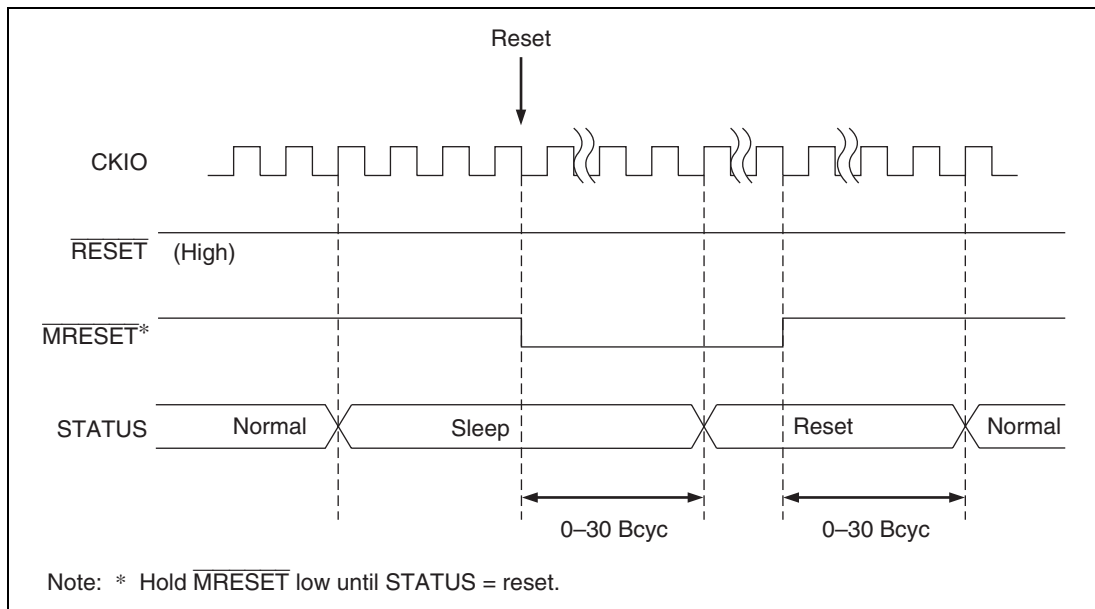 Reset
CKIO
RESET (High)
MRESET*
STATUS Normal Sleep Reset Normal
0–30 Bcyc 0–30 Bcyc
Note: * Hold MRESET low until STATUS = reset.